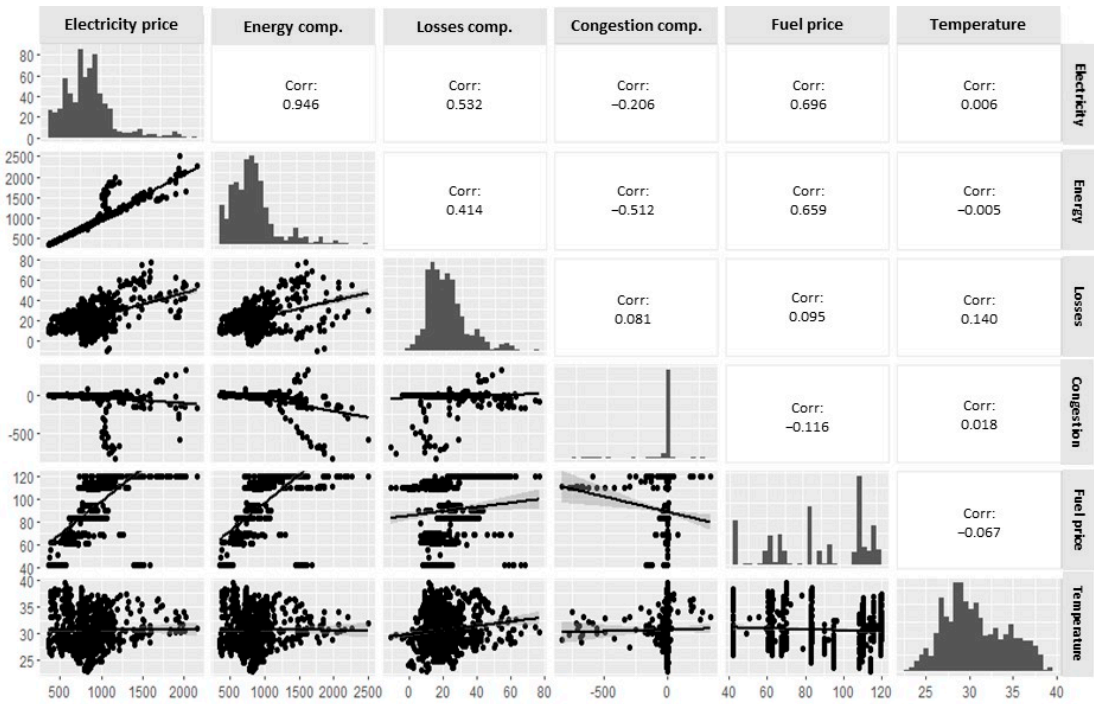 Electricity price Energy comp. Losses comp. Congestion comp. Fuel price Temperature
80
60
40
20
0
Corr:
0.946
Corr:
0.532
Corr:
−0.206
Corr:
0.696
Corr:
0.006
Electricity
2500
2000
1500
1000
500
Corr:
0.414
Corr:
−0.512
Corr:
0.659
Corr:
−0.005
Energy
80
60
40
20
0
Corr:
0.081
Corr:
0.095
Corr:
0.140
Losses
0
-500
Corr:
−0.116
Corr:
0.018
Congestion
120
100
80
60
40
Corr:
−0.067
Fuel price
40
35
30
25
Temperature
500 1000 1500 2000 500 1000 1500 2000 2500 0 20 40 60 80 -500 0 40 60 80 100 120 25 30 35 40